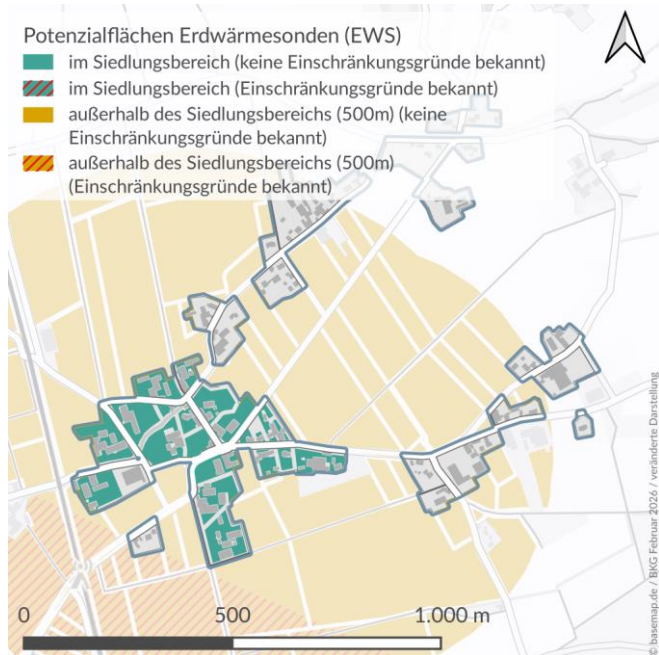 Potenzialflächen Erdwärmesonden (EWS)
im Siedlungsbereich (keine Einschränkungsgründe bekannt)
im Siedlungsbereich (Einschränkungsgründe bekannt)
außerhalb des Siedlungsbereichs (500m) (keine
Einschränkungsgründe bekannt)
außerhalb des Siedlungsbereichs (500m)
(Einschränkungsgründe bekannt)
0 500 1.000 m
© basemap.de / BKG Februar 2026 / veränderte Darstellung